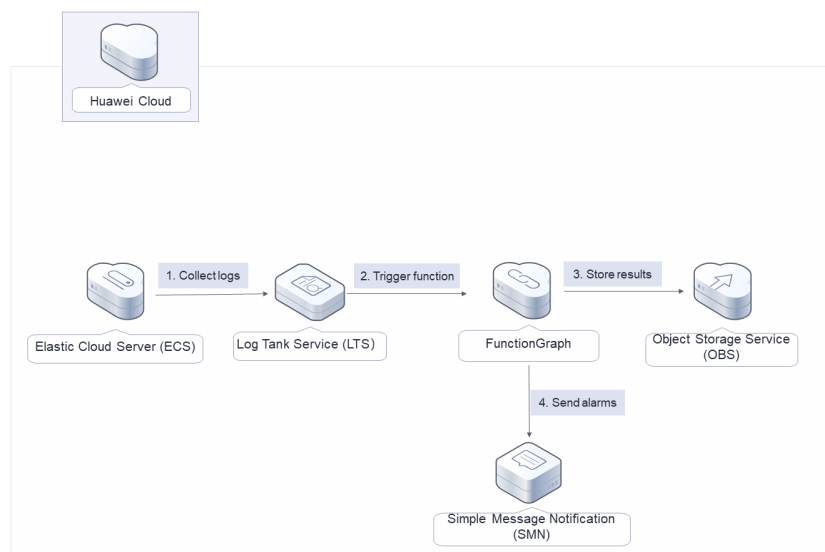 Huawei Cloud
1. Collect logs
2. Trigger function
3. Store results
Elastic Cloud Server (ECS)
Log Tank Service (LTS)
FunctionGraph
Object Storage Service
(OBS)
4. Send alarms
Simple Message Notification
(SMN)